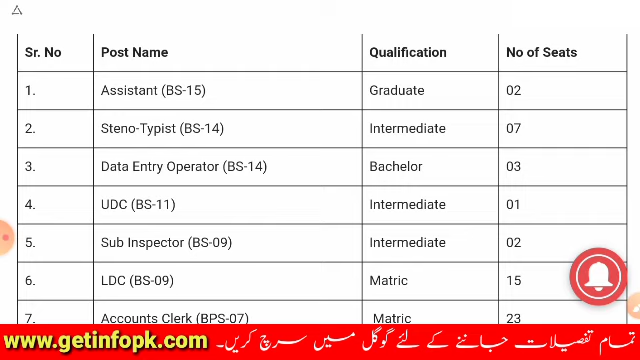 Sr. No Post Name Qualification No of Seats
1. Assistant (BS-15) Graduate 02
2. Steno-Typist (BS-14) Intermediate 07
3. Data Entry Operator (BS-14) Bachelor 03
4. UDC (BS-11) Intermediate 01
5. Sub Inspector (BS-09) Intermediate 02
6. LDC (BS-09) Matric 15
7. Accounts Clerk (BPS-07) Matric 23
www.getinfopk.com تمام تفصیلات جاننے کے لئے گوگل میں سرچ کریں۔